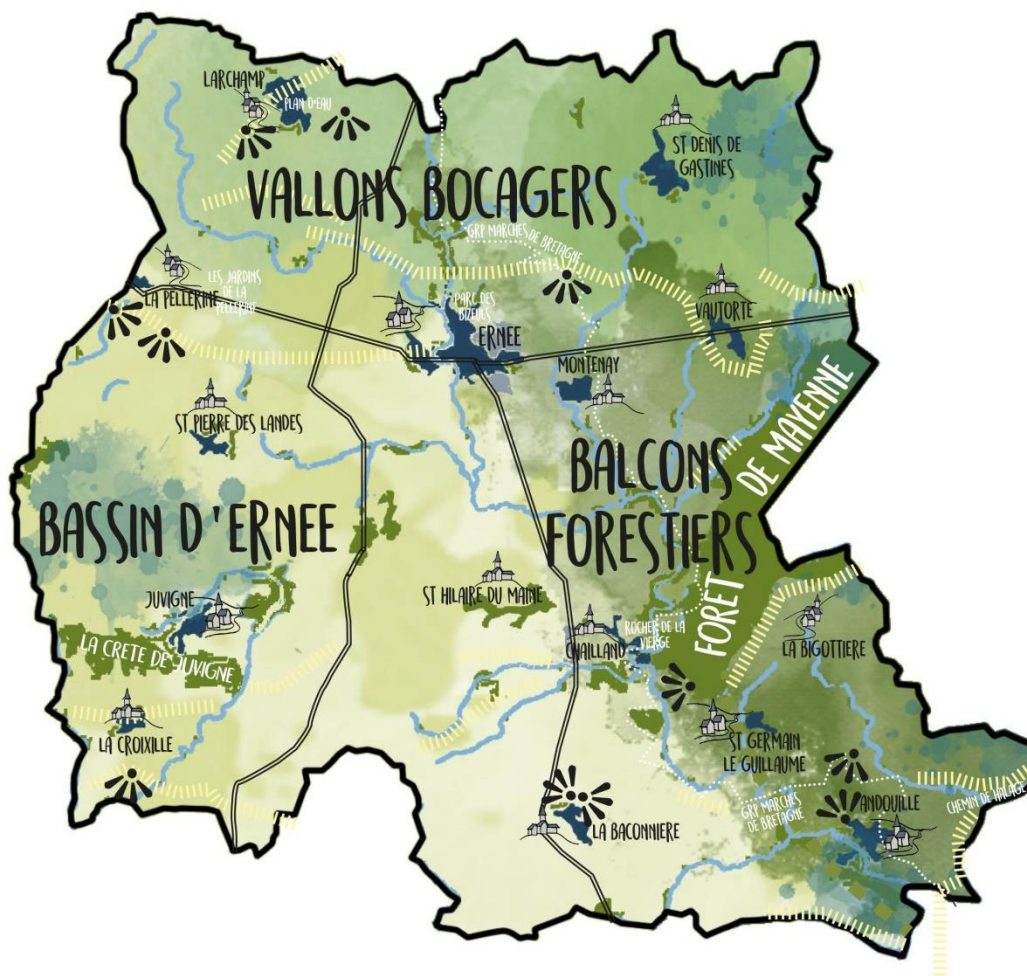 LARCHAMP
PLAN D'EAU
ST DENIS DE
GASTINES
VALLONS BOCAGERS
GRP MARCHES
DE BRETAGNE
LA PELLERINE
LES JARDINS
DE LA
PELLERINE
PARC DES
BIZEULS
ERNEE
VAUTORTE
MONTENAY
ST PIERRE DES LANDES
BALCONS
FORESTIERS
FORET
DE MAYENNE
BASSIN D'ERNEE
JUVIGNE
ST HILAIRE DU MAINE
CHAILLAND
ROCHER DE LA
VIERGE
LA BIGOTTIERE
LA CRETE DE JUVIGNE
LA CROIXILLE
ST GERMAIN
LE GUILLAUME
GRP MARCHES
DE BRETAGNE
ANDOUILLE
CHEMIN DE HALAGE
LA BACONNIERE